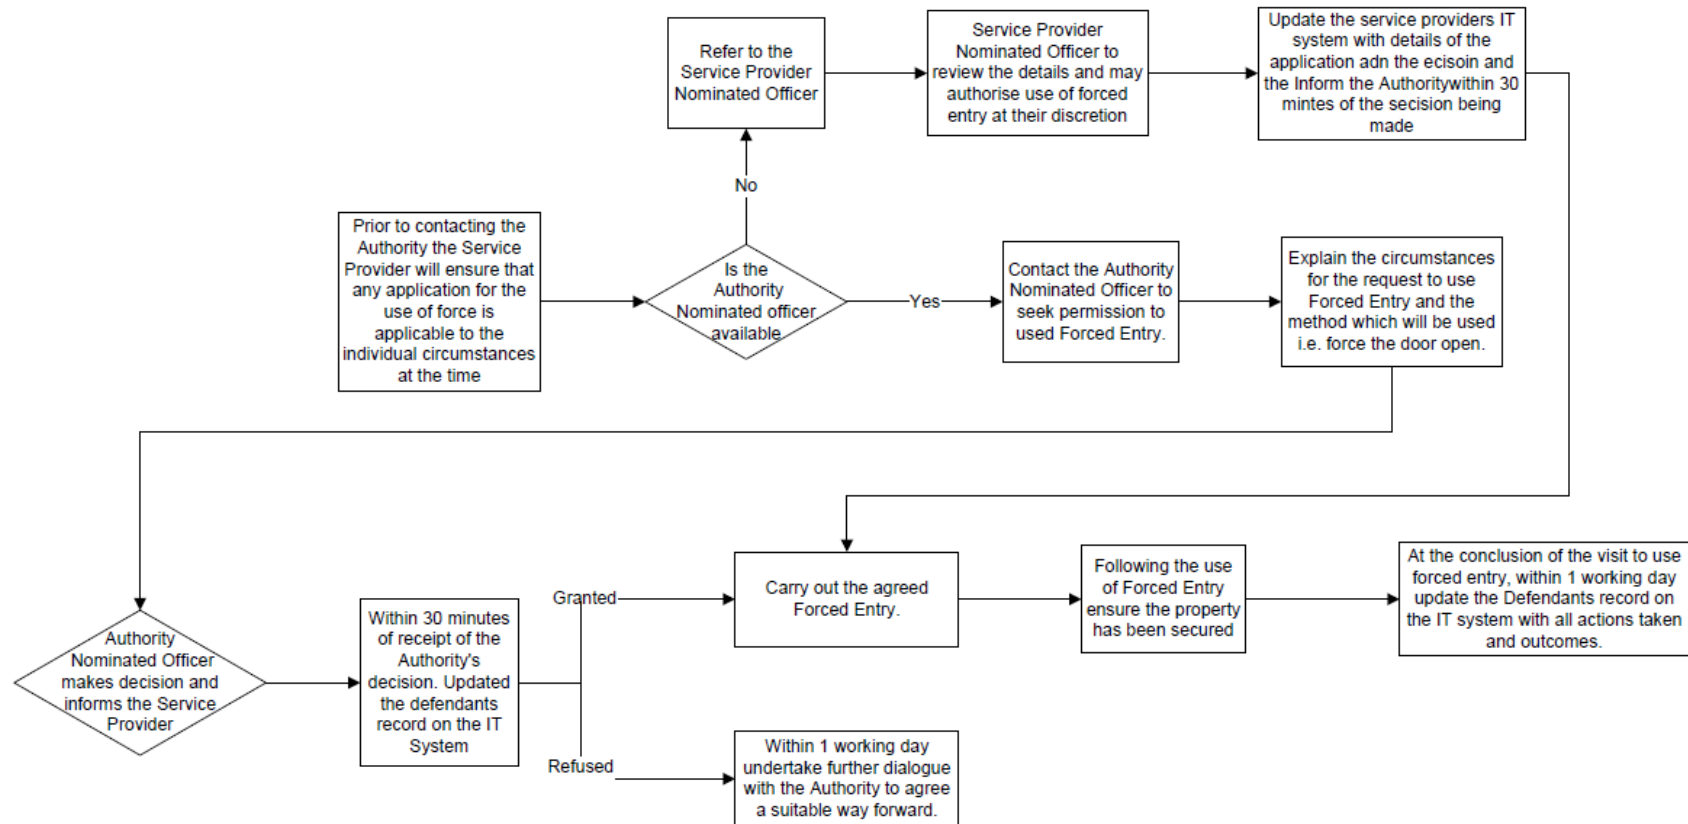 Refer to the
Service Provider
Nominated Officer
Service Provider
Nominated Officer to
review the details and may
authorise use of forced
entry at their discretion
Update the service providers IT
system with details of the
application adn the ecisoin and
the Inform the Authoritywithin 30
mintes of the secision being
made
No
Prior to contacting the
Authority the Service
Provider will ensure that
any application for the
use of force is
applicable to the
individual circumstances
at the time
Is the
Authority
Nominated officer
available
Yes
Contact the Authority
Nominated Officer to
seek permission to
used Forced Entry.
Explain the circumstances
for the request to use
Forced Entry and the
method which will be used
i.e. force the door open.
Authority
Nominated Officer
makes decision and
informs the Service
Provider
Within 30 minutes
of receipt of the
Authority's
decision. Updated
the defendants
record on the IT
System
Granted
Carry out the agreed
Forced Entry.
Following the use
of Forced Entry
ensure the property
has been secured
At the conclusion of the visit to use
forced entry, within 1 working day
update the Defendants record on
the IT system with all actions taken
and outcomes.
Refused
Within 1 working day
undertake further dialogue
with the Authority to agree
a suitable way forward.